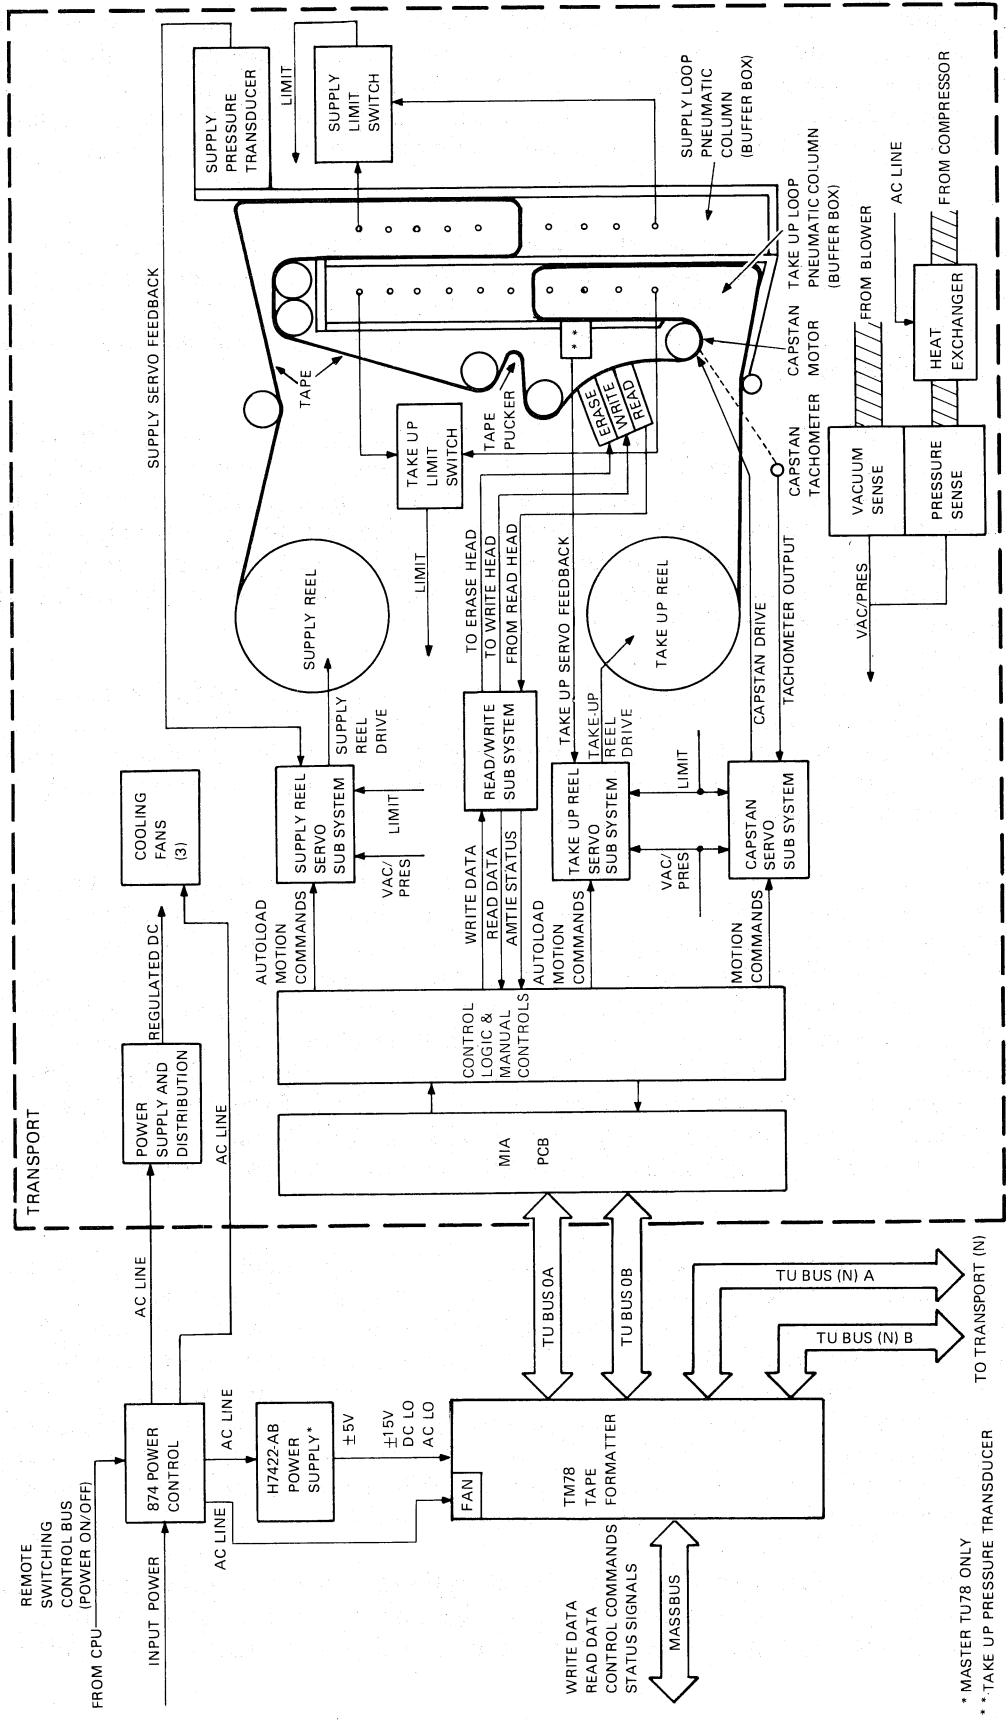 REMOTE
SWITCHING
CONTROL BUS
(POWER ON/OFF)
FROM CPU
INPUT POWER
874 POWER
CONTROL
AC LINE
AC LINE
AC LINE
AC LINE
H7422-AB
POWER
SUPPLY*
±5V
±15V
DC LO
AC LO
FAN
TM78
TAPE
FORMATTER
WRITE DATA
READ DATA
CONTROL COMMANDS
STATUS SIGNALS
MASSBUS
* MASTER TU78 ONLY
** TAKE UP PRESSURE TRANSDUCER
TU BUS 0A
TU BUS 0B
TU BUS (N) A
TU BUS (N) B
TO TRANSPORT (N)
TRANSPORT
POWER
SUPPLY AND
DISTRIBUTION
REGULATED DC
COOLING
FANS
(3)
MIA
PCB
CONTROL
LOGIC &
MANUAL
CONTROLS
AUTOLOAD
MOTION
COMMANDS
WRITE DATA
READ DATA
AMTIE STATUS
AUTOLOAD
MOTION
COMMANDS
MOTION
COMMANDS
SUPPLY REEL
SERVO
SUB SYSTEM
VAC/
PRES
LIMIT
READ/WRITE
SUB SYSTEM
TAKE UP REEL
SERVO
SUB SYSTEM
VAC/
PRES
LIMIT
CAPSTAN
SERVO
SUB SYSTEM
SUPPLY
REEL
DRIVE
TO ERASE HEAD
TO WRITE HEAD
FROM READ HEAD
TAKE UP SERVO FEEDBACK
TAKE-UP
REEL
DRIVE
CAPSTAN DRIVE
TACHOMETER OUTPUT
VAC/PRES
SUPPLY REEL
TAKE UP REEL
LIMIT
SUPPLY SERVO FEEDBACK
TAPE
TAKE UP
LIMIT
SWITCH
TAPE
PUCKER
ERASE
WRITE
READ
* *
CAPSTAN
TACHOMETER
CAPSTAN
MOTOR
VACUUM
SENSE
PRESSURE
SENSE
HEAT
EXCHANGER
FROM BLOWER
AC LINE
FROM COMPRESSOR
SUPPLY
PRESSURE
TRANSDUCER
LIMIT
SUPPLY
LIMIT
SWITCH
SUPPLY LOOP
PNEUMATIC
COLUMN
(BUFFER BOX)
TAKE UP LOOP
PNEUMATIC COLUMN
(BUFFER BOX)